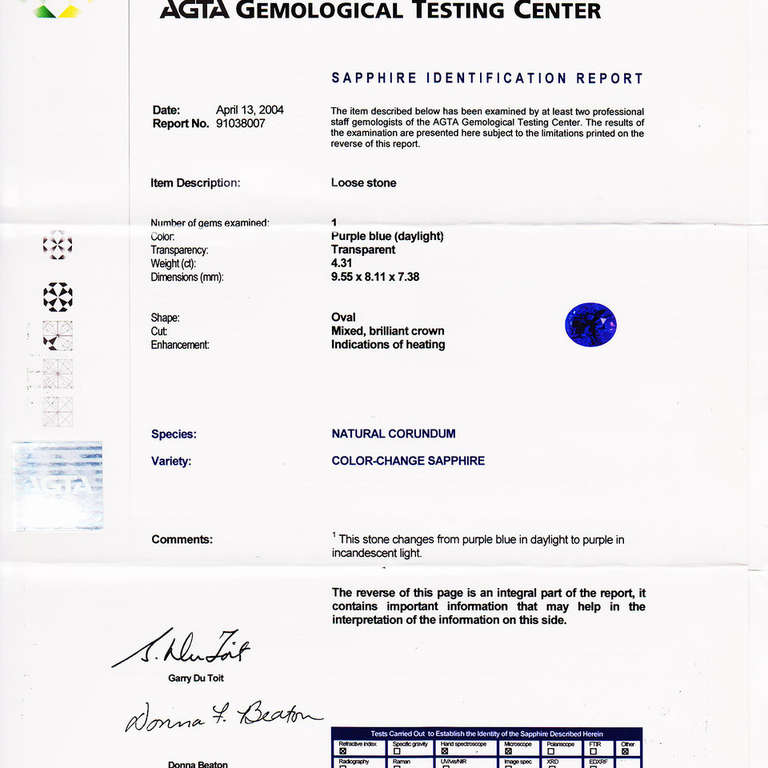 AGTA GEMOLOGICAL TESTING CENTER
SAPPHIRE IDENTIFICATION REPORT
Date: April 13, 2004
Report No. 91038007
The item described below has been examined by at least two professional
staff gemologists of the AGTA Gemological Testing Center. The results of
the examination are presented here subject to the limitations printed on the
reverse of this report.
Item Description: Loose stone
Number of gems examined: 1
Color: Purple blue (daylight)
Transparency: Transparent
Weight (ct): 4.31
Dimensions (mm): 9.55 x 8.11 x 7.38
Shape: Oval
Cut: Mixed, brilliant crown
Enhancement: Indications of heating
Species: NATURAL CORUNDUM
Variety: COLOR-CHANGE SAPPHIRE
Comments: 1 This stone changes from purple blue in daylight to purple in
incandescent light.
The reverse of this page is an integral part of the report, it
contains important information that may help in the
interpretation of the information on this side.
S. Du Toit
Garry Du Toit
Donna F. Beaton
Donna Beaton
Tests Carried Out to Establish the Identity of the Sapphire Described Herein
Refractive index Specific gravity Hand spectroscope Microscope Polariscope FTIR Other
Radiography Raman UV/vis/NIR Image spec XRD EDXRF